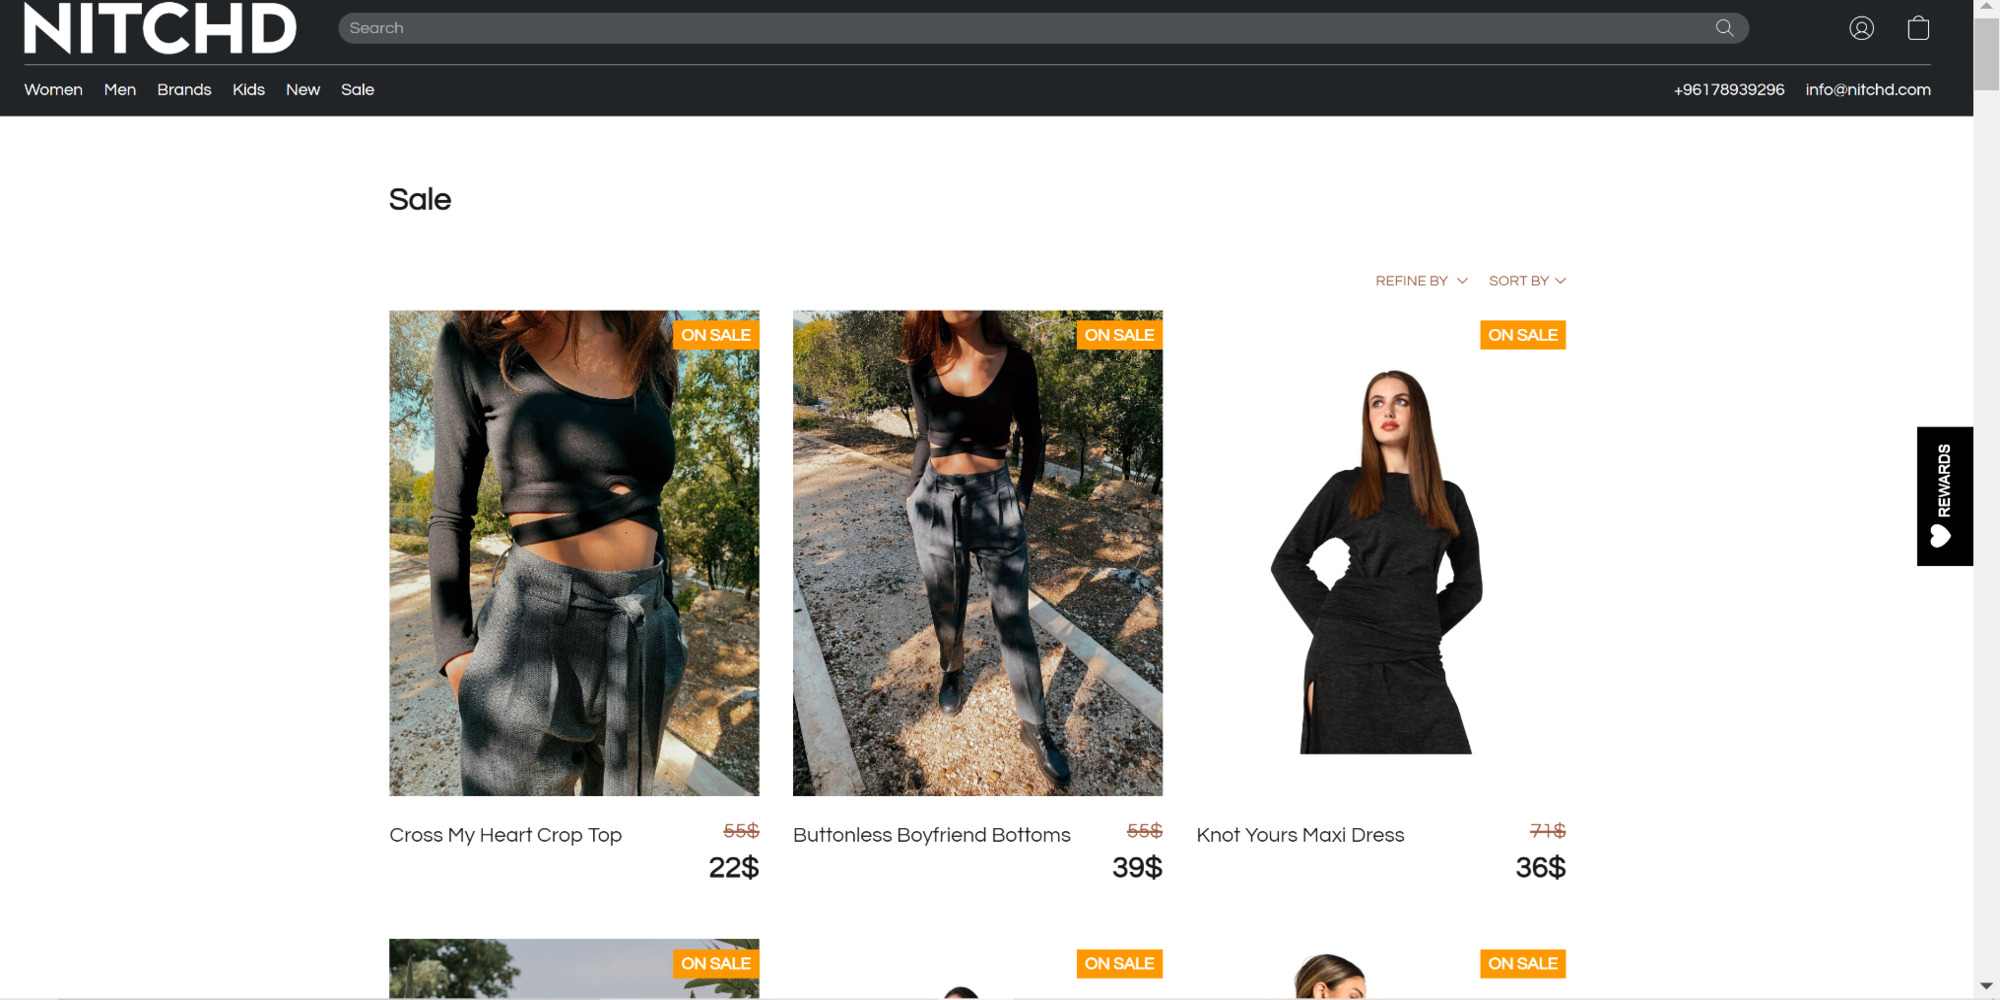 NITCHD
Search
Women Men Brands Kids New Sale
+96178939296 info@nitchd.com
Sale
REFINE BY SORT BY
ON SALE
ON SALE
ON SALE
REWARDS
Cross My Heart Crop Top 55$
22$
Buttonless Boyfriend Bottoms 55$
39$
Knot Yours Maxi Dress 71$
36$
ON SALE
ON SALE
ON SALE